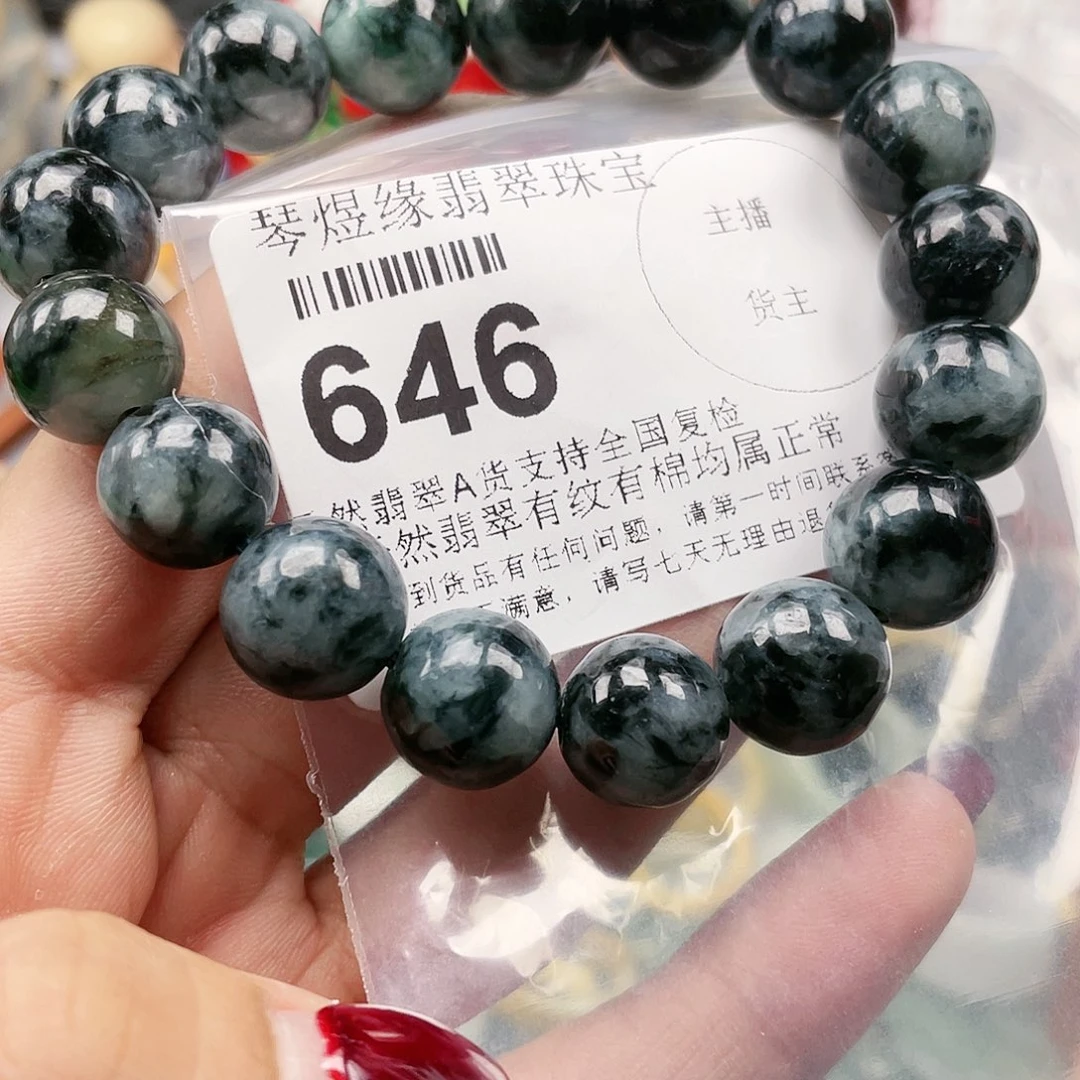 琴煜缘翡翠珠宝
主播
646
货主
然翡翠A货支持全国复检
然翡翠有纹有棉均属正常
到货品有任何问题，请第一时间联系
满意，请写七天无理由退